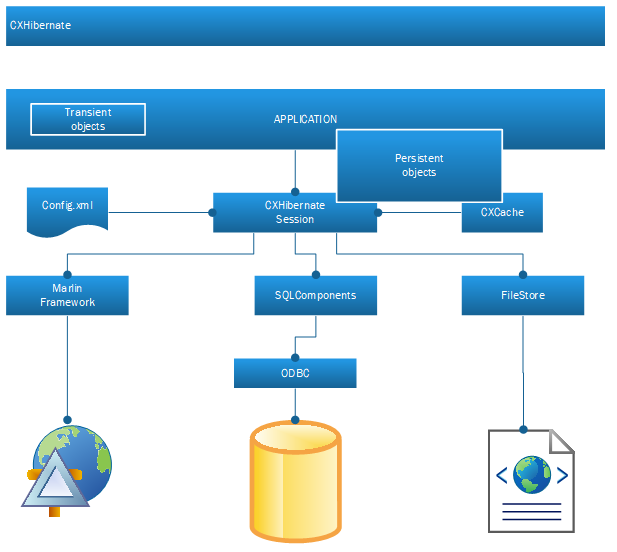 CXHibernate
Transient
objects
APPLICATION
Persistent
objects
Config.xml
CXHibernate
Session
CXCache
Marlin
Framework
SQLComponents
FileStore
ODBC